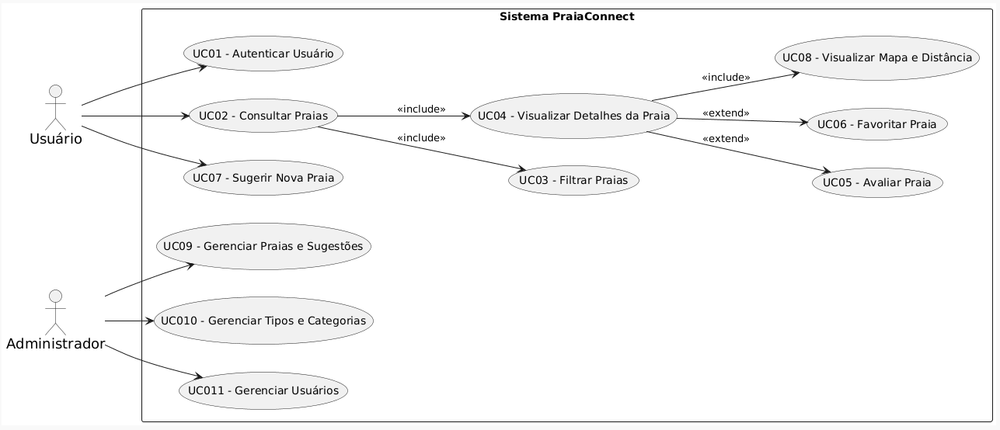 Sistema PraiaConnect
UC01 - Autenticar Usuário
UC08 - Visualizar Mapa e Distância
«include»
Usuário
UC02 - Consultar Praias
«include»
UC04 - Visualizar Detalhes da Praia
«extend»
UC06 - Favoritar Praia
«include»
«extend»
UC07 - Sugerir Nova Praia
UC03 - Filtrar Praias
UC05 - Avaliar Praia
UC09 - Gerenciar Praias e Sugestões
Administrador
UC010 - Gerenciar Tipos e Categorias
UC011 - Gerenciar Usuários